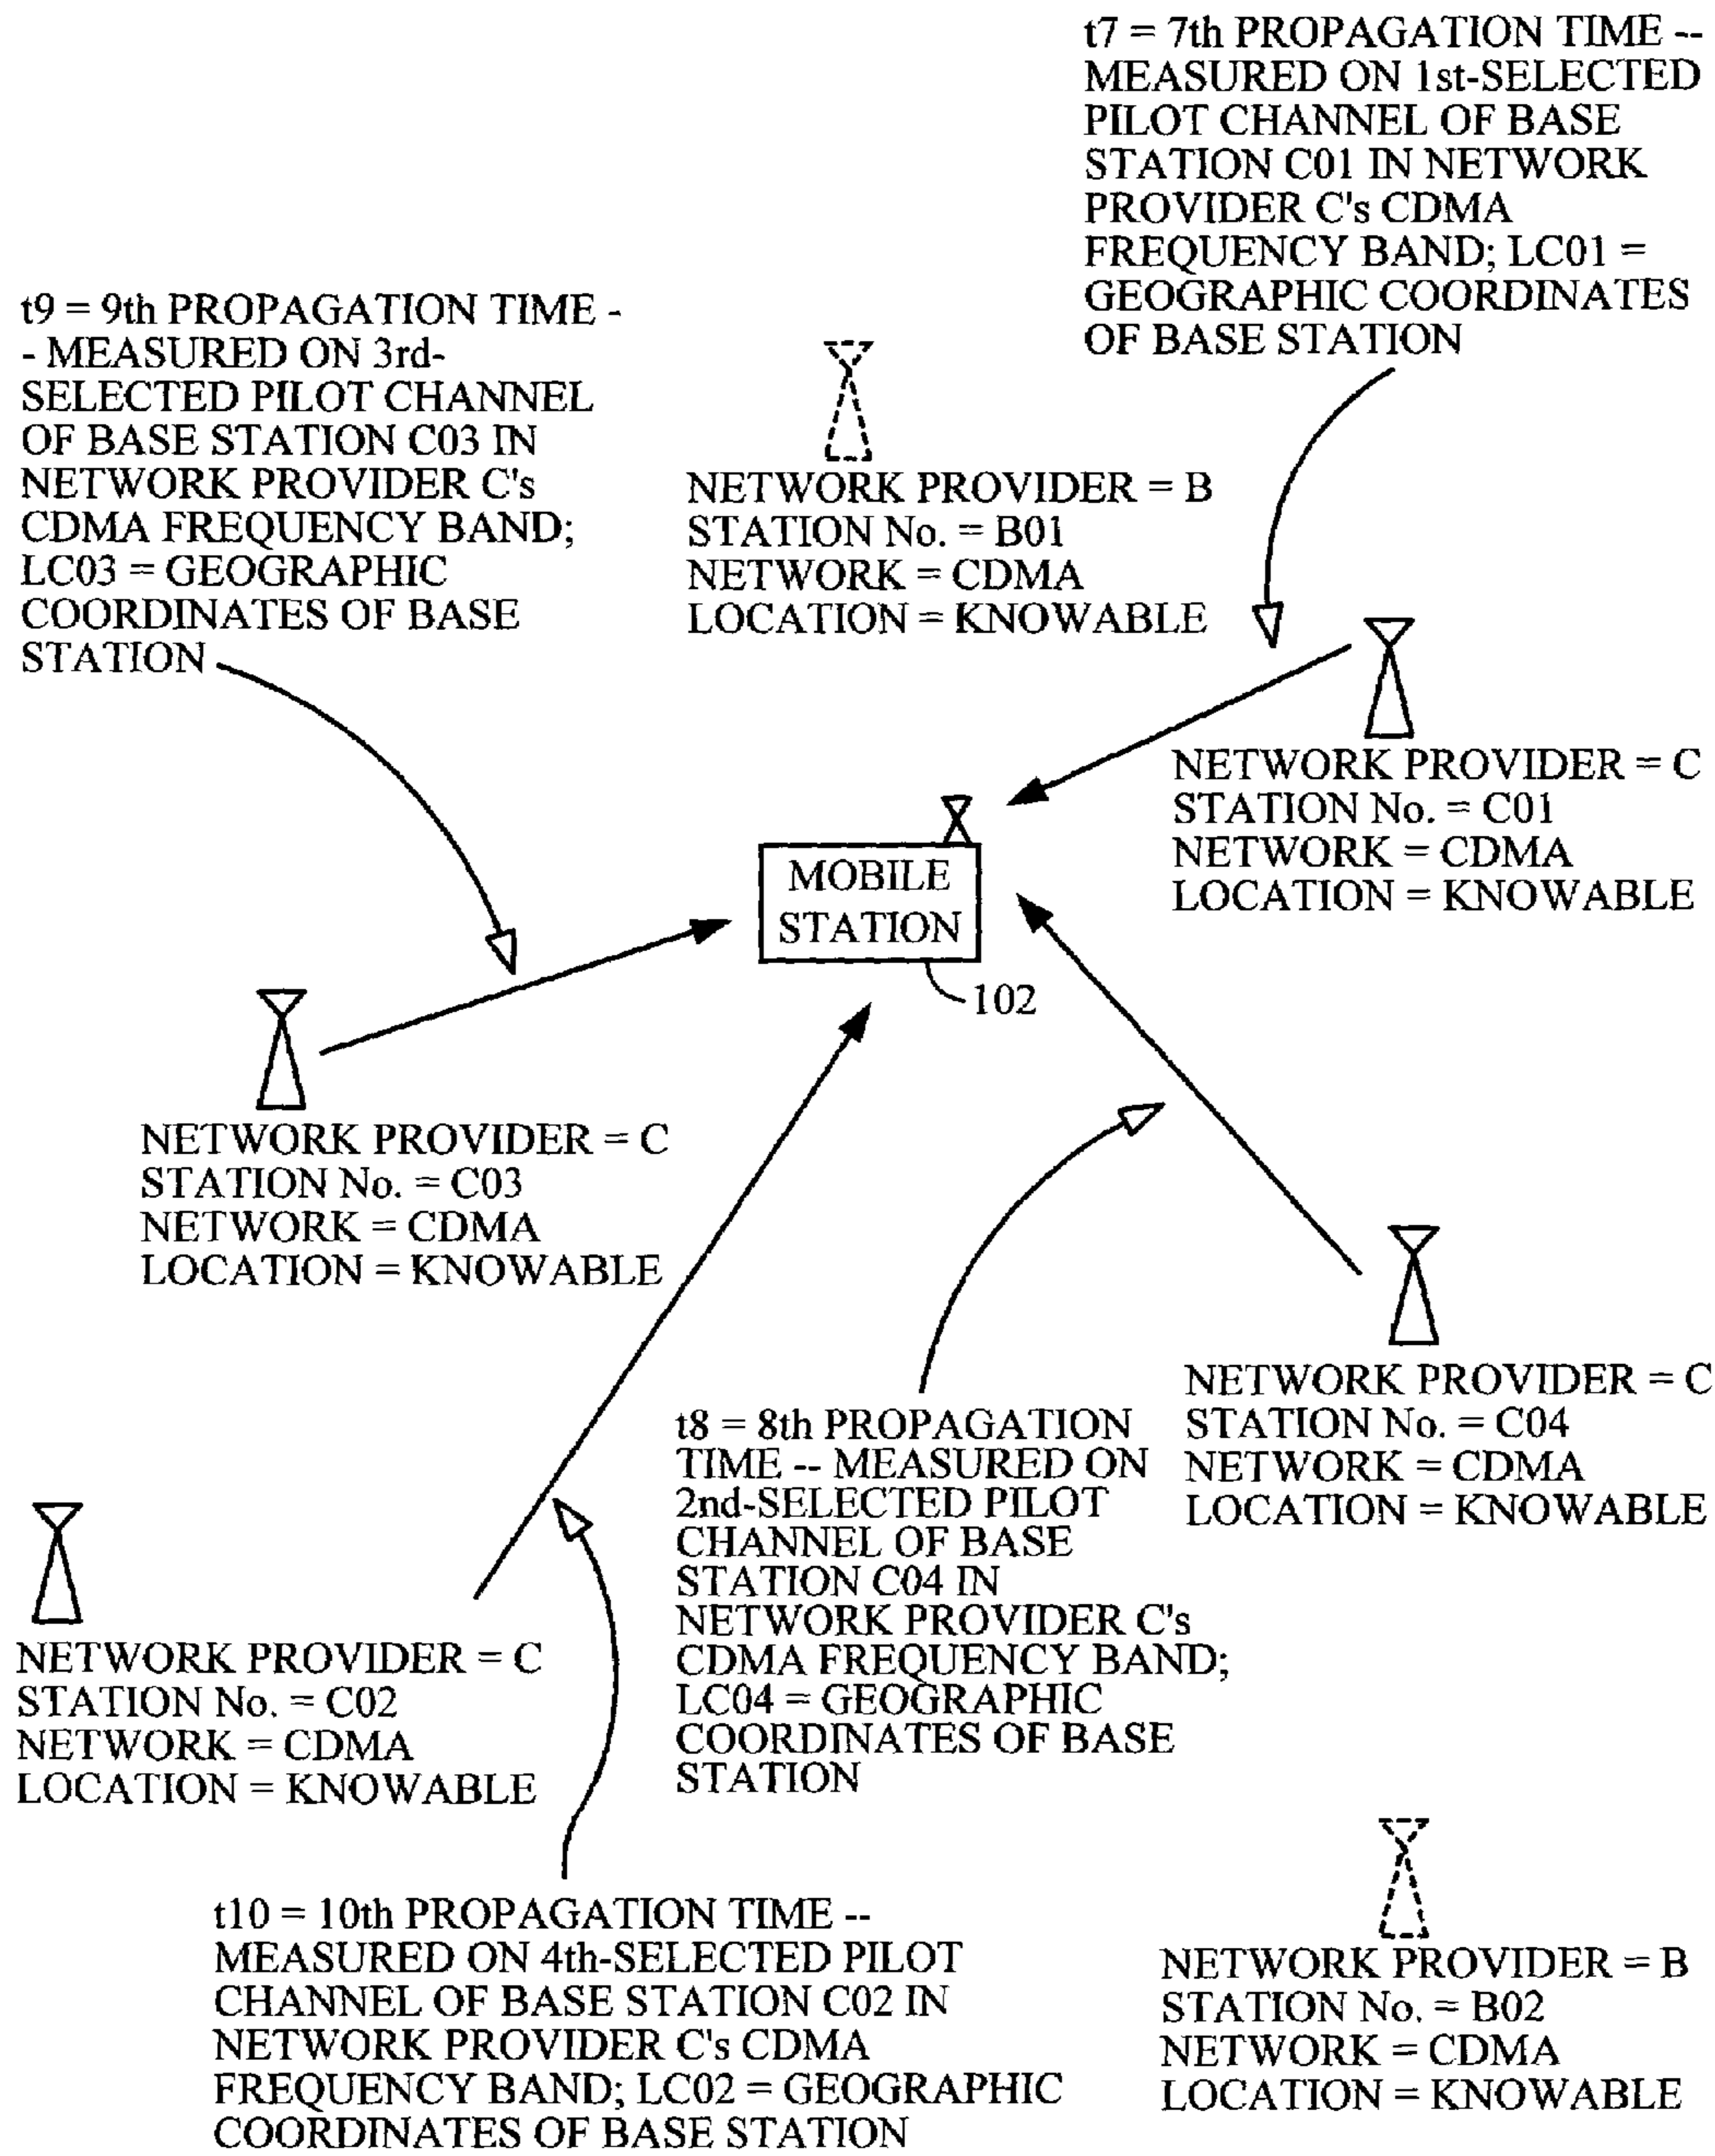 t7 = 7th PROPAGATION TIME --
MEASURED ON 1st-SELECTED
PILOT CHANNEL OF BASE
STATION C01 IN NETWORK
PROVIDER C's CDMA
FREQUENCY BAND; LC01 =
GEOGRAPHIC COORDINATES
OF BASE STATION
t9 = 9th PROPAGATION TIME -
- MEASURED ON 3rd-
SELECTED PILOT CHANNEL
OF BASE STATION C03 IN
NETWORK PROVIDER C's
CDMA FREQUENCY BAND;
LC03 = GEOGRAPHIC
COORDINATES OF BASE
STATION
NETWORK PROVIDER = B
STATION No. = B01
NETWORK = CDMA
LOCATION = KNOWABLE
NETWORK PROVIDER = C
STATION No. = C01
NETWORK = CDMA
LOCATION = KNOWABLE
MOBILE
STATION
102
NETWORK PROVIDER = C
STATION No. = C03
NETWORK = CDMA
LOCATION = KNOWABLE
NETWORK PROVIDER = C
STATION No. = C04
NETWORK = CDMA
LOCATION = KNOWABLE
t8 = 8th PROPAGATION
TIME -- MEASURED ON
2nd-SELECTED PILOT
CHANNEL OF BASE
STATION C04 IN
NETWORK PROVIDER C's
CDMA FREQUENCY BAND;
LC04 = GEOGRAPHIC
COORDINATES OF BASE
STATION
NETWORK PROVIDER = C
STATION No. = C02
NETWORK = CDMA
LOCATION = KNOWABLE
t10 = 10th PROPAGATION TIME --
MEASURED ON 4th-SELECTED PILOT
CHANNEL OF BASE STATION C02 IN
NETWORK PROVIDER C's CDMA
FREQUENCY BAND; LC02 = GEOGRAPHIC
COORDINATES OF BASE STATION
NETWORK PROVIDER = B
STATION No. = B02
NETWORK = CDMA
LOCATION = KNOWABLE